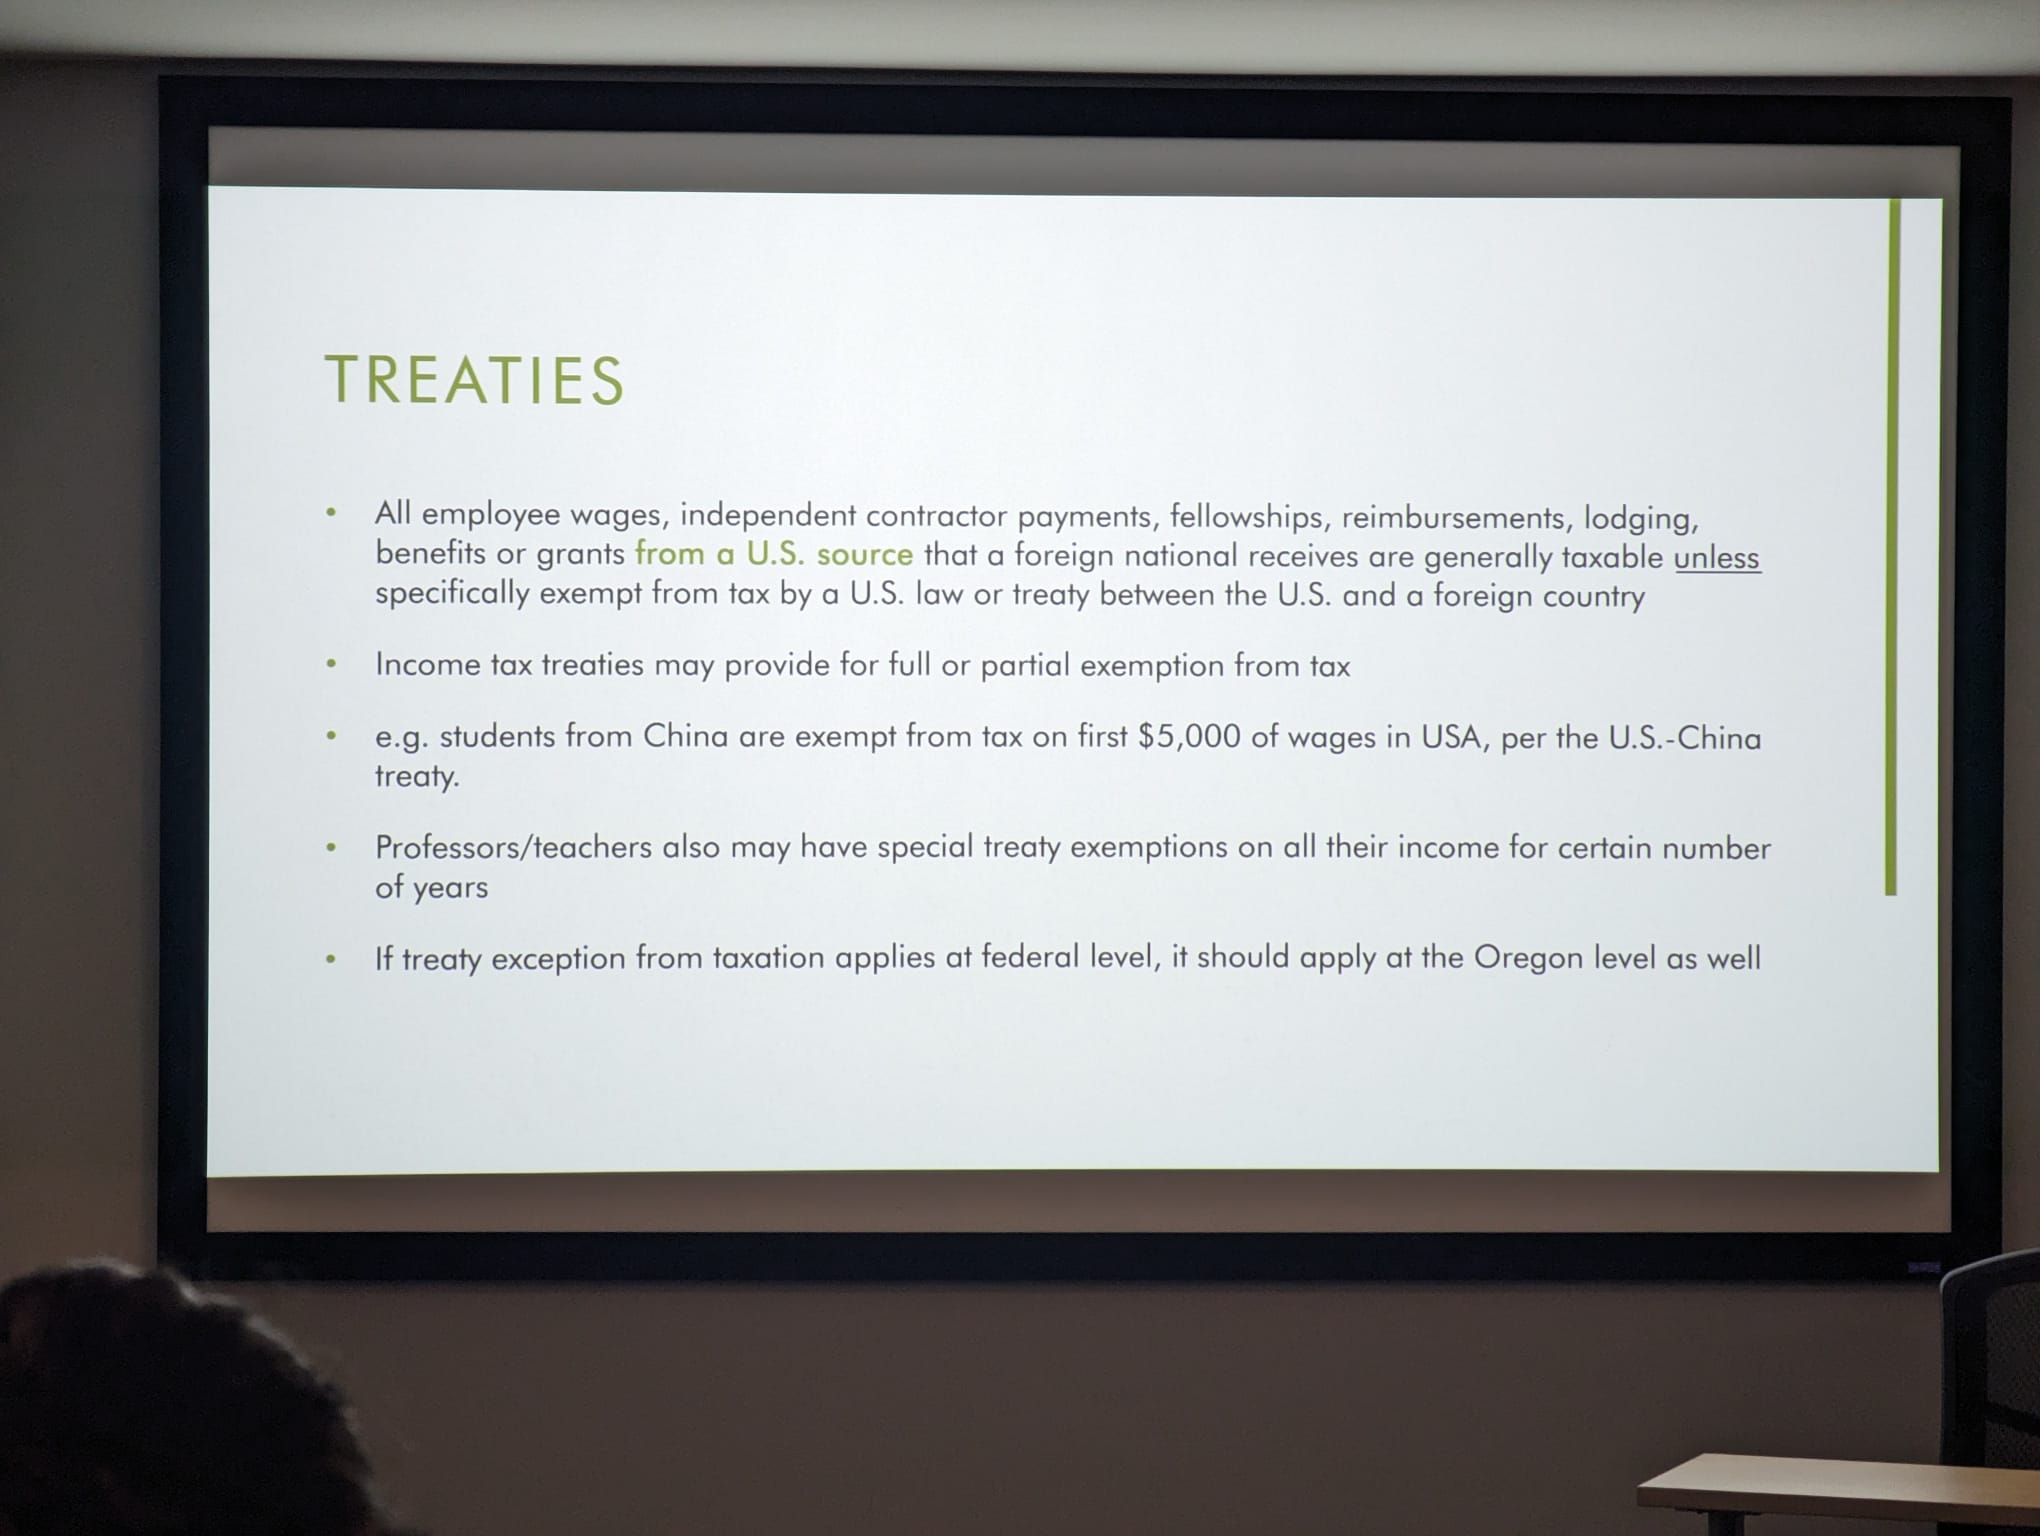 TREATIES
• All employee wages, independent contractor payments, fellowships, reimbursements, lodging,
benefits or grants from a U.S. source that a foreign national receives are generally taxable unless
specifically exempt from tax by a U.S. law or treaty between the U.S. and a foreign country
• Income tax treaties may provide for full or partial exemption from tax
• e.g. students from China are exempt from tax on first $5,000 of wages in USA, per the U.S.-China
treaty.
• Professors/teachers also may have special treaty exemptions on all their income for certain number
of years
• If treaty exception from taxation applies at federal level, it should apply at the Oregon level as well